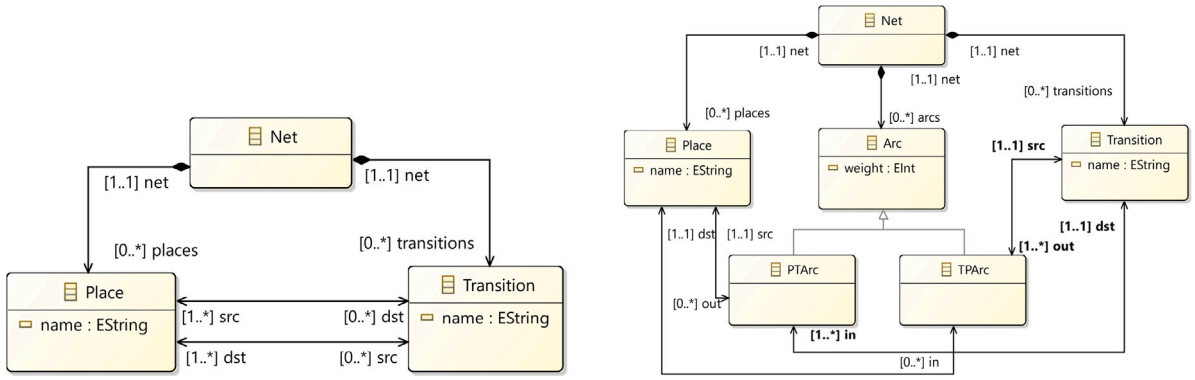 Net
[1..1] net
[1..1] net
[0..*] places
[0..*] transitions
Place
name : EString
Transition
name : EString
[1..*] src
[0..*] dst
[1..*] dst
[0..*] src
Net
[1..1] net
[1..1] net
[1..1] net
[0..*] transitions
[0..*] places
[0..*] arcs
Place
name : EString
Arc
weight : EInt
Transition
name : EString
[1..1] src
[1..1] dst
[1..1] src
[1..1] dst
[1..*] out
PTArc
TPArc
[0..*] out
[1..*] in
[0..*] in